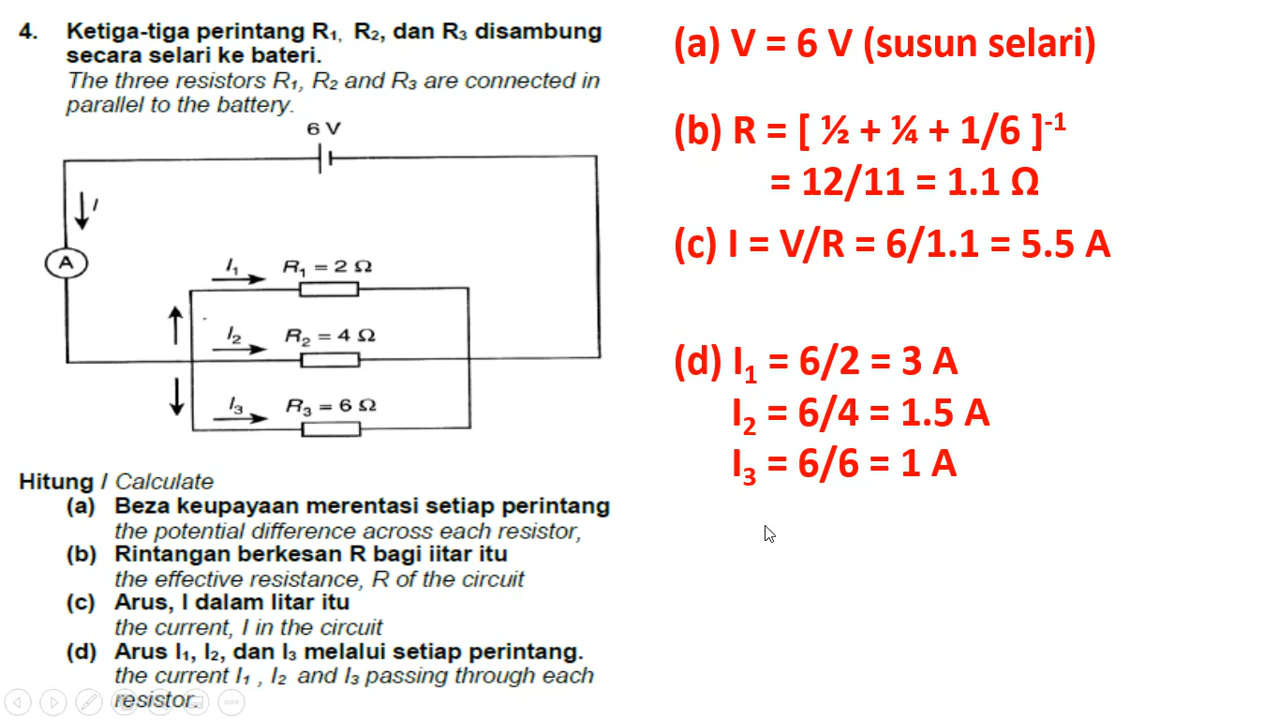 4. Ketiga-tiga perintang R₁, R₂, dan R₃ disambung
secara selari ke bateri.
The three resistors R₁, R₂ and R₃ are connected in
parallel to the battery.
6 V
I
A
I₁
R₁ = 2 Ω
I₂
R₂ = 4 Ω
I₃
R₃ = 6 Ω
Hitung / Calculate
(a) Beza keupayaan merentasi setiap perintang
the potential difference across each resistor,
(b) Rintangan berkesan R bagi iitar itu
the effective resistance, R of the circuit
(c) Arus, I dalam litar itu
the current, I in the circuit
(d) Arus I₁, I₂, dan I₃ melalui setiap perintang.
the current I₁ , I₂ and I₃ passing through each
resistor.
(a) V = 6 V (susun selari)
(b) R = [ ½ + ¼ + 1/6 ]⁻¹
= 12/11 = 1.1 Ω
(c) I = V/R = 6/1.1 = 5.5 A
(d) I₁ = 6/2 = 3 A
I₂ = 6/4 = 1.5 A
I₃ = 6/6 = 1 A